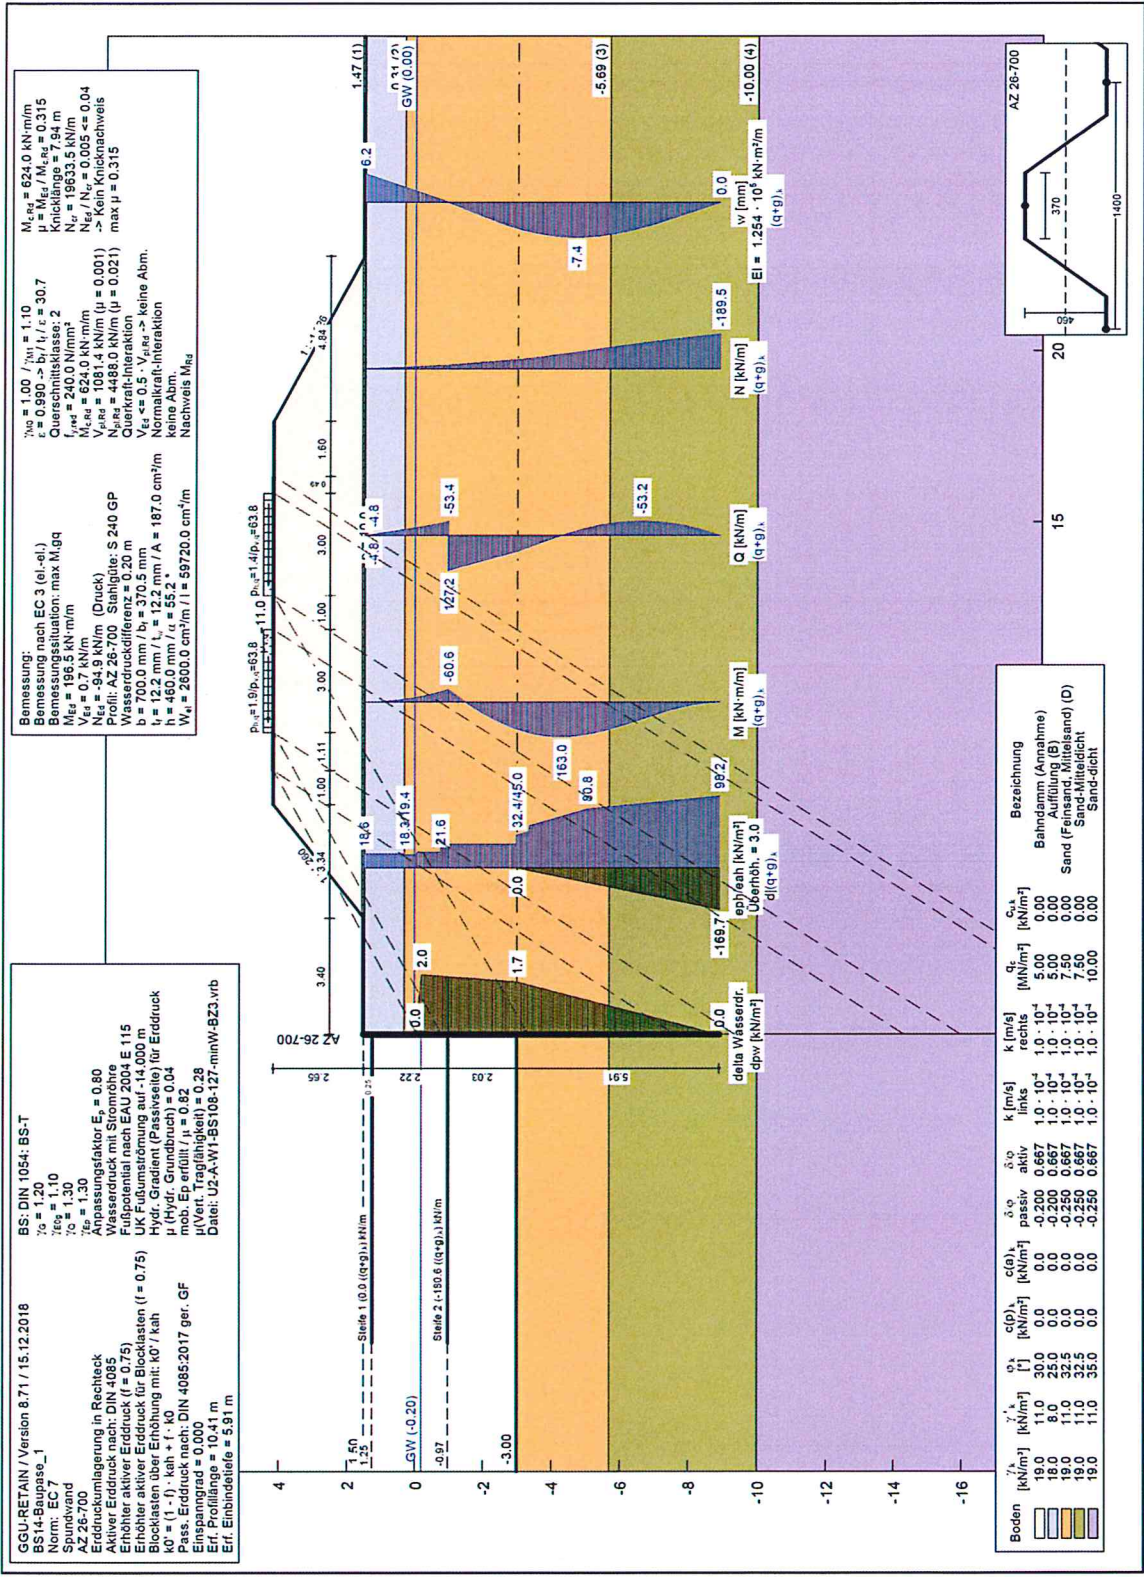 GGU-RETAIN / Version 8.71 / 15.12.2018
BS14-Baupase_1
Norm: EC 7
Spundwand
AZ 26-700
Erddruckumlagerung in Rechteck
Aktiver Erddruck nach: DIN 4085
Erhöhter aktiver Erddruck (f = 0.75)
Erhöhter aktiver Erddruck für Blocklasten (f = 0.75)
Blocklasten über Erhöhung mit: k0' / kah
k0' = (1 - f) · kah + f · k0
Pass. Erddruck nach: DIN 4085:2017 ger. GF
Einspanngrad = 0.000
Erf. Profillänge = 10.41 m
Erf. Einbindetiefe = 5.91 m
BS: DIN 1054: BS-T
γG = 1.20
γE0g = 1.10
γQ = 1.30
γEp = 1.30
Anpassungsfaktor Ep = 0.80
Wasserdruck mit Stromröhre
Fußpotential nach EAU 2004 E 115
UK Fußumströmung auf -14.000 m
Hydr. Gradient (Passivseite) für Erddruck
µ (Hydr. Grundbruch) = 0.04
mob. Ep erfüllt / µ = 0.82
µ(Vert. Tragfähigkeit) = 0.28
Datei: U2-A-W1-BS108-127-minW-BZ3.vrb
Bemessung:
Bemessung nach EC 3 (el.-el.)
Bemessungssituation: max M,gq
MEd = 196.5 kN·m/m
VEd = 0.7 kN/m
NEd = -94.9 kN/m (Druck)
Profil: AZ 26-700 Stahlgüte: S 240 GP
Wasserdruckdifferenz = 0.20 m
b = 700.0 mm / bf = 370.5 mm
tf = 12.2 mm / tw = 12.2 mm / A = 187.0 cm²/m
h = 460.0 mm / α = 55.2 °
Wel = 2600.0 cm³/m / I = 59720.0 cm⁴/m
γM0 = 1.00 / γM1 = 1.10
ε = 0.990 -> bf / tf / ε = 30.7
Querschnittsklasse: 2
fy,red = 240.0 N/mm²
Mc,Rd = 624.0 kN·m/m
Vpl,Rd = 1081.4 kN/m (µ = 0.001)
Npl,Rd = 4488.0 kN/m (µ = 0.021)
Querkraft-Interaktion
VEd <= 0.5 · Vpl,Rd -> keine Abm.
Normalkraft-Interaktion
keine Abm.
Nachweis MRd
Mc,Rd = 624.0 kN·m/m
µ = MEd / Mc,Rd = 0.315
Knicklänge = 7.94 m
Ncr = 19633.5 kN/m
NEd / Ncr = 0.005 <= 0.04
-> Kein Knicknachweis
max µ = 0.315
ph,q=1.9/pv,q=63.8
11.0
ph,q=1.4/pv,q=63.8
3.40
3.34
1.00
1.11
3.00
1.00
3.00
0.49
1.60
4.84
AZ 26-700
2.65
0.25
2.22
2.03
5.91
4
2
0
-2
-4
-6
-8
-10
-12
-14
-16
1.50
1.25
GW (-0.20)
-0.97
-3.00
Steife 1 (0.0 ((q+g)k) kN/m
Steife 2 (-180.6 ((q+g)k) kN/m
0.0
2.0
1.7
0.0
delta Wasserdr.
dpw [kN/m²]
18.6
18.3/19.4
21.6
-32.4/45.0
0.0
90.8
-169.7
98.2
eph/eah [kN/m²]
Überhöh. = 3.0
d|(q+g)k
-60.6
163.0
M [kN·m/m]
(q+g)k
-4.8
-4.8
-53.4
127.2
-53.2
Q [kN/m]
(q+g)k
-189.5
N [kN/m]
(q+g)k
6.2
-7.4
0.0
w [mm]
(q+g)k
EI = 1.254 · 10⁵ kN·m²/m
1.47 (1)
0.31 (2)
GW (0.00)
-5.69 (3)
-10.00 (4)
15
20
AZ 26-700
460
370
1400
Boden γk [kN/m³] γ'k [kN/m³] φk [°] c(p)k [kN/m²] c(a)k [kN/m²] δ/φ passiv δ/φ aktiv k [m/s] links k [m/s] rechts qc [MN/m²] cu,k [kN/m²] Bezeichnung
19.0 11.0 30.0 0.0 0.0 -0.200 0.667 1.0 · 10⁻⁴ 1.0 · 10⁻⁴ 5.00 0.00 Bahndamm (Annahme)
18.0 8.0 25.0 0.0 0.0 -0.200 0.667 1.0 · 10⁻⁴ 1.0 · 10⁻⁴ 5.00 0.00 Auffüllung (B)
19.0 11.0 32.5 0.0 0.0 -0.250 0.667 1.0 · 10⁻⁴ 1.0 · 10⁻⁴ 7.50 0.00 Sand (Feinsand, Mittelsand) (D)
19.0 11.0 32.5 0.0 0.0 -0.250 0.667 1.0 · 10⁻⁴ 1.0 · 10⁻⁴ 7.50 0.00 Sand-Mitteldicht
19.0 11.0 35.0 0.0 0.0 -0.250 0.667 1.0 · 10⁻⁴ 1.0 · 10⁻⁴ 10.00 0.00 Sand-dicht